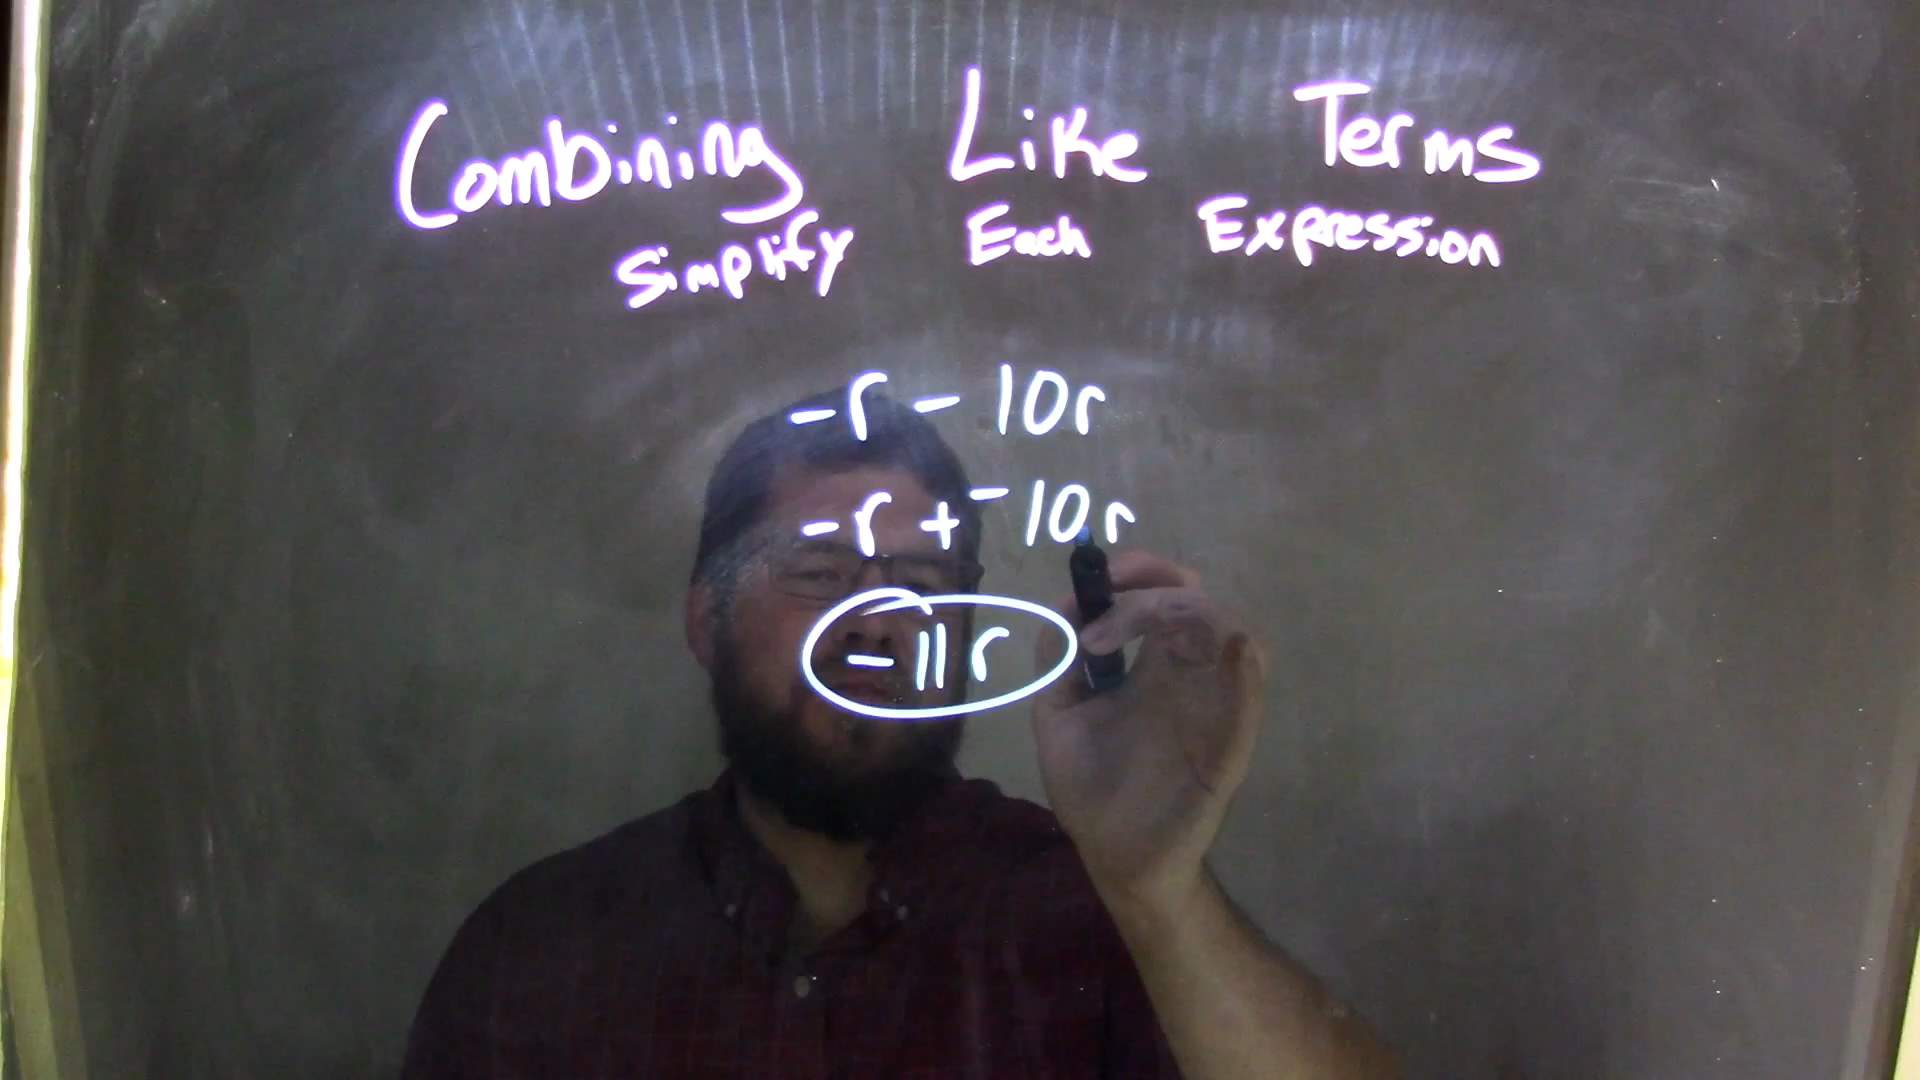 Combining Like Terms
Simplify Each Expression
-r - 10r
-r + -10r
-11r